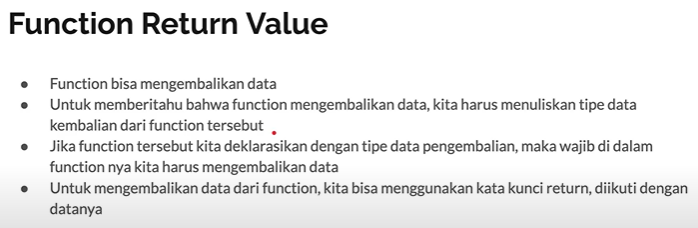 Function Return Value
● Function bisa mengembalikan data
● Untuk memberitahu bahwa function mengembalikan data, kita harus menuliskan tipe data
kembalian dari function tersebut
● Jika function tersebut kita deklarasikan dengan tipe data pengembalian, maka wajib di dalam
function nya kita harus mengembalikan data
● Untuk mengembalikan data dari function, kita bisa menggunakan kata kunci return, diikuti dengan
datanya